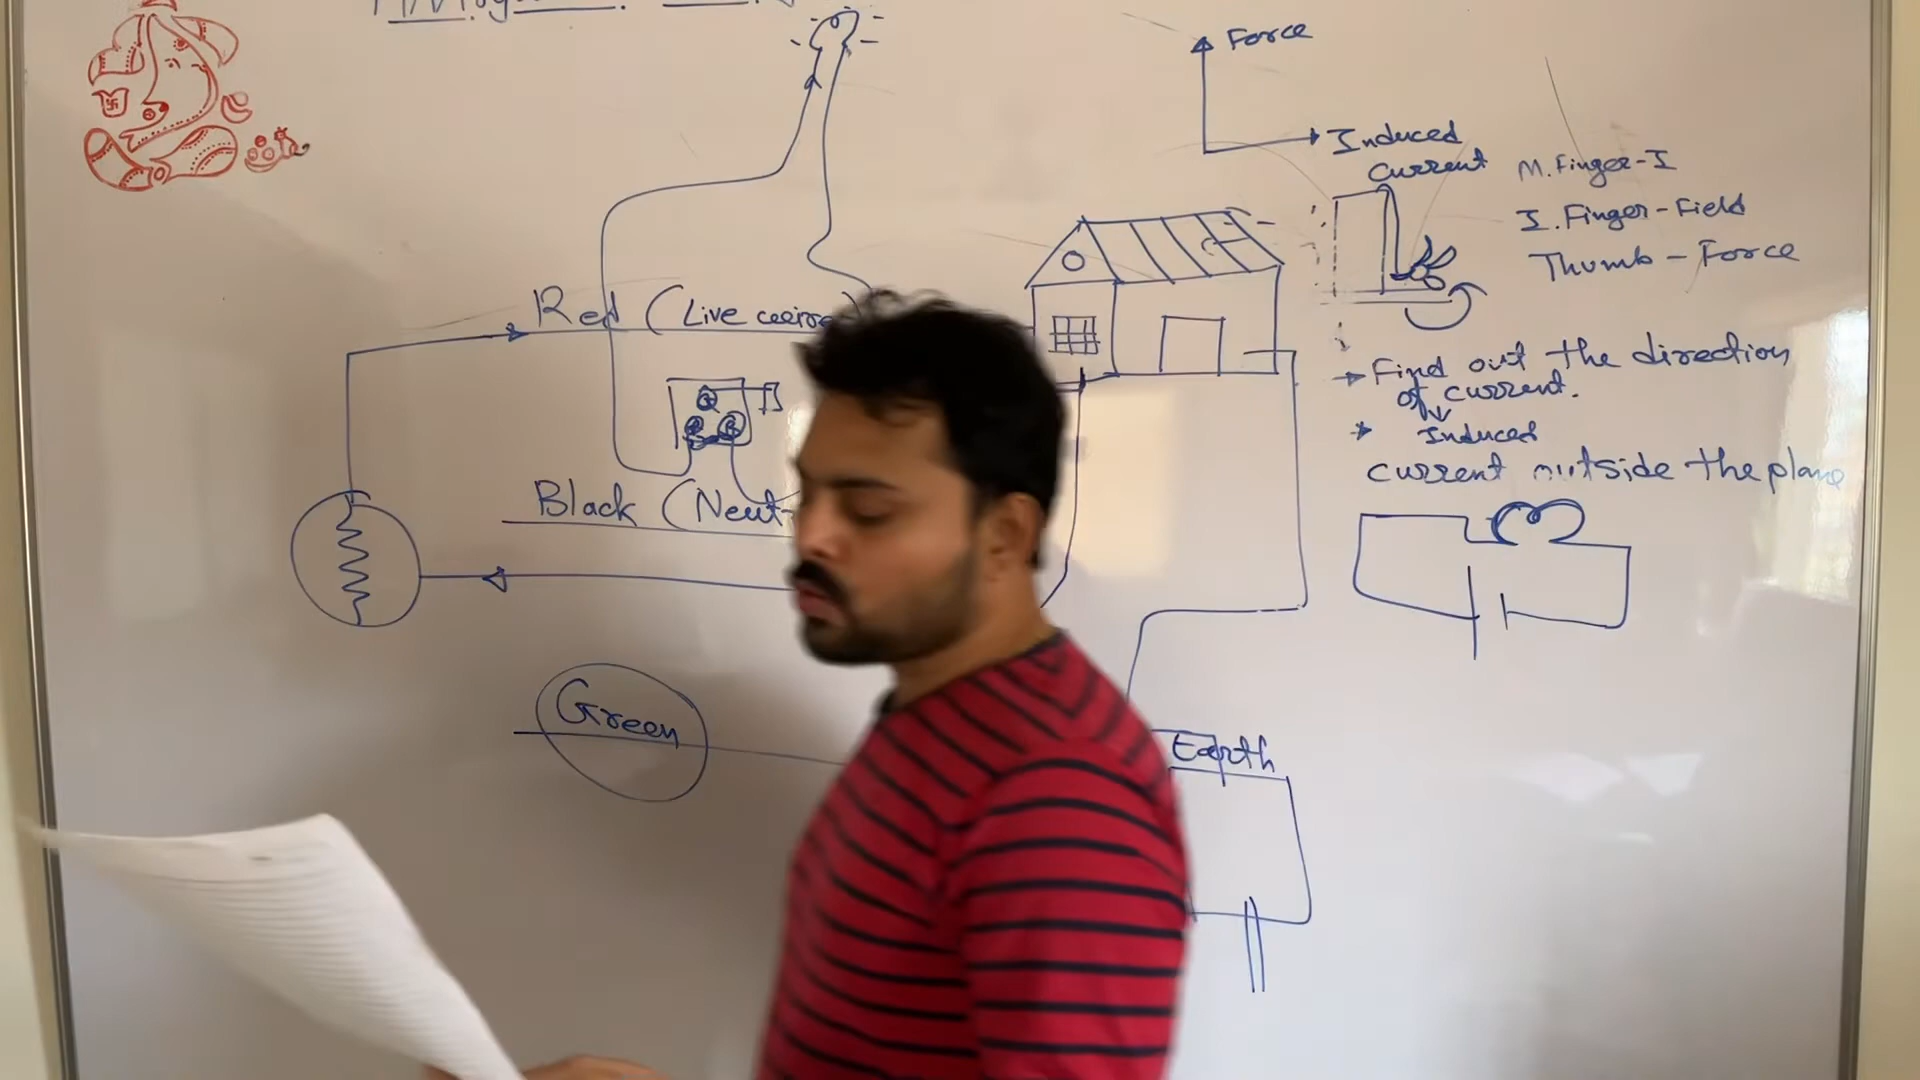 Force
Induced
current
M. Finger-I
I. Finger-Field
Thumb - Force
Red (Live
→ Find out the direction
of current.
Induced
current outside the plane
Black (Neut-
Green
Earth